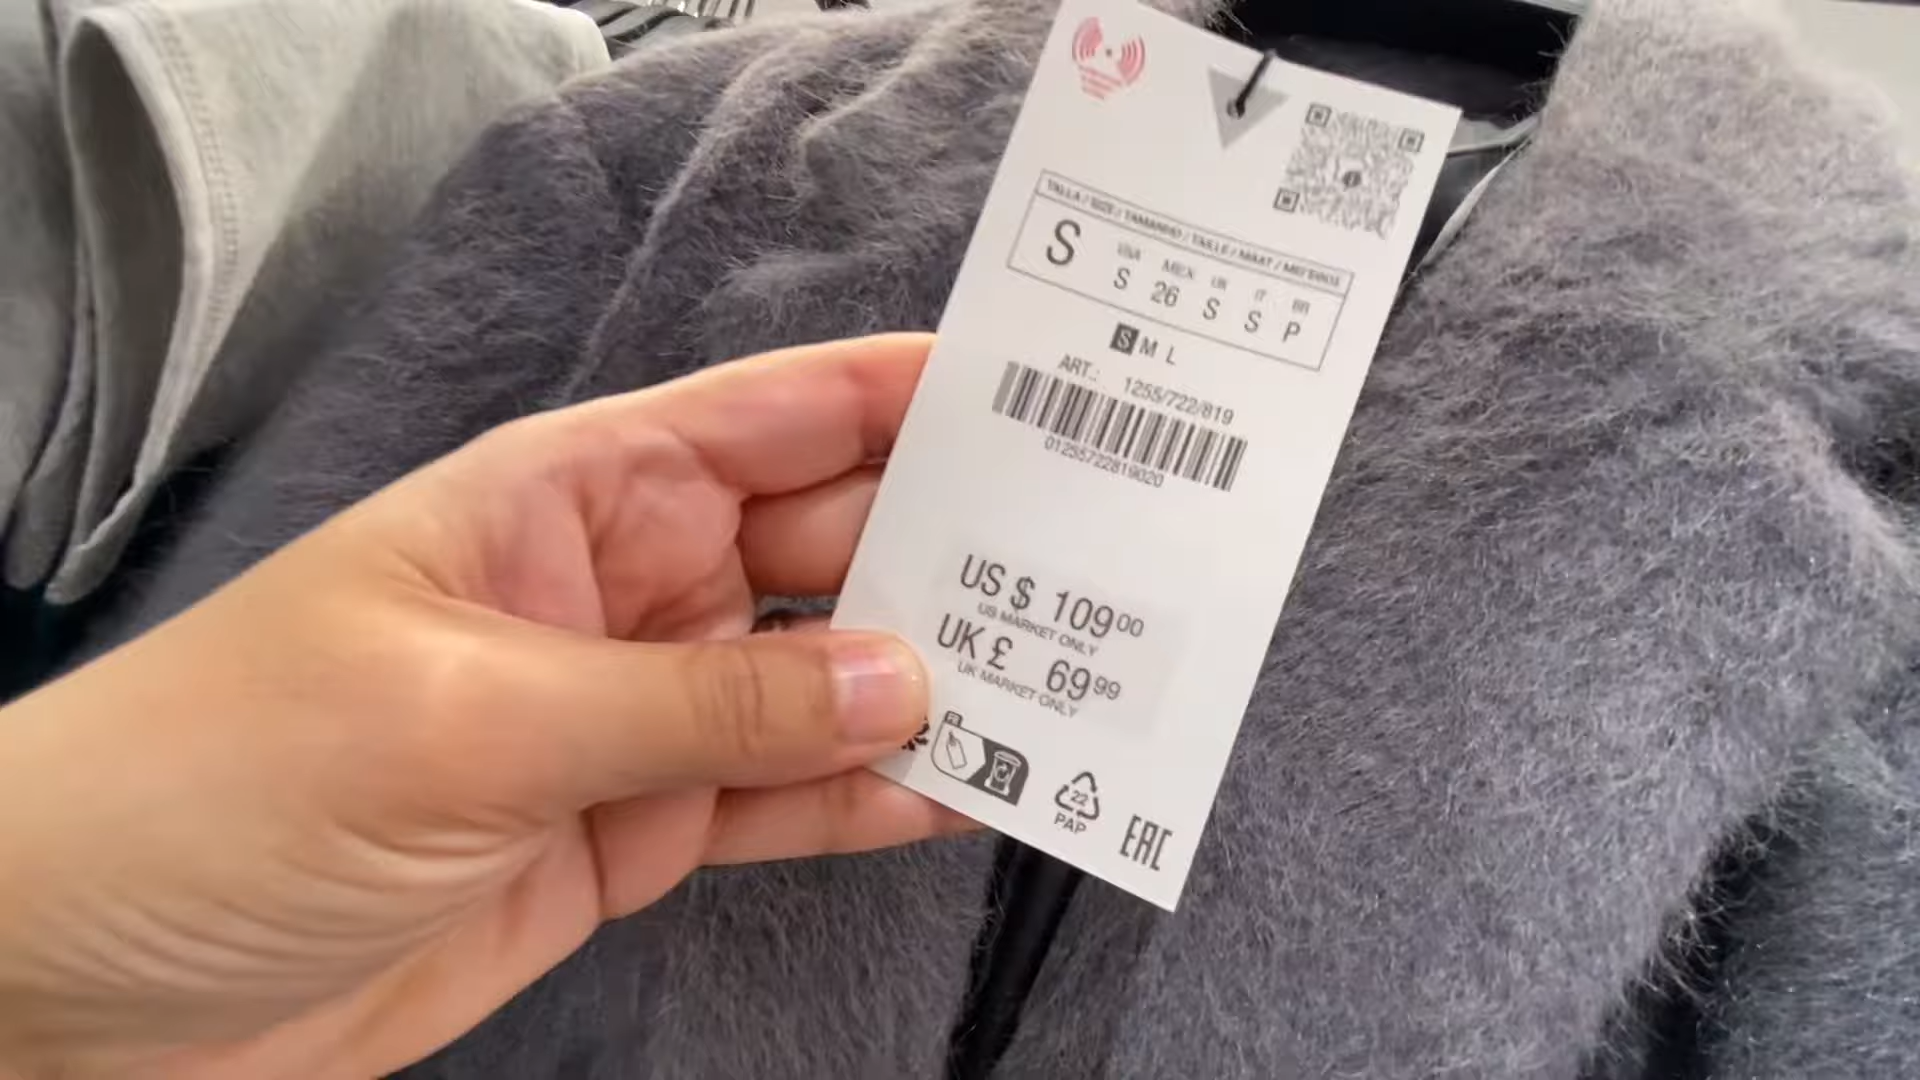 TALLA / SIZE / TAMANHO / TAILLE / MAAT /
S
USA MEX UK IT BR
S 26 S S P
S M L
ART.: 1255/722/819
01255722819020
US $ 109 00
US MARKET ONLY
UK £ 69 99
UK MARKET ONLY
22
PAP
EAC